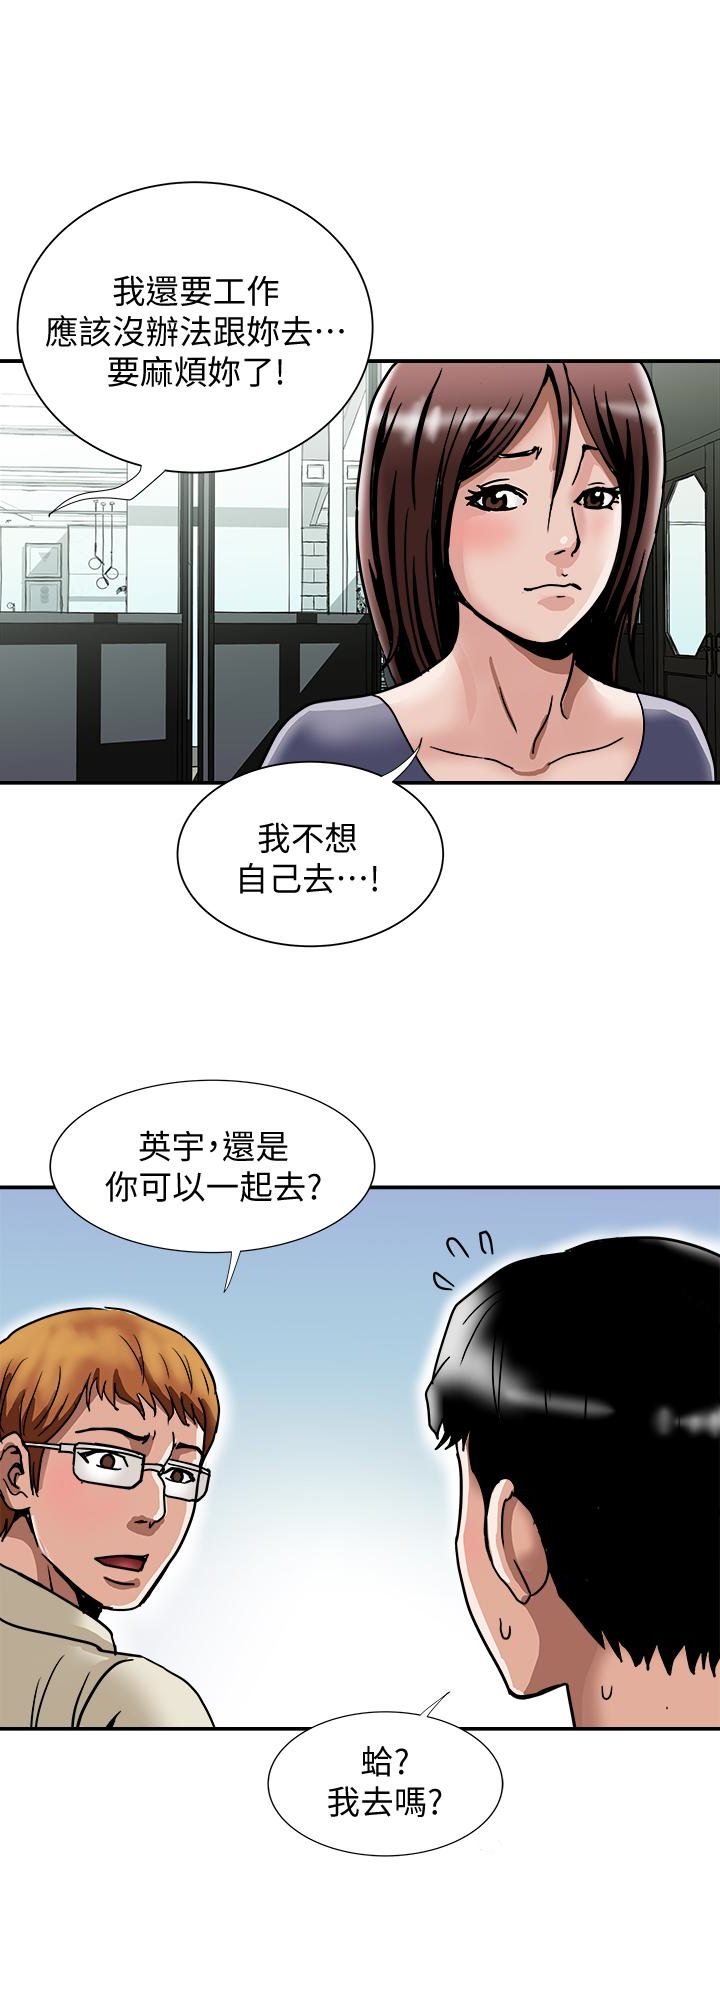 我還要工作
應該沒辦法跟妳去…
要麻煩妳了!
我不想
自己去…!
英宇,還是
你可以一起去?
蛤?
我去嗎?